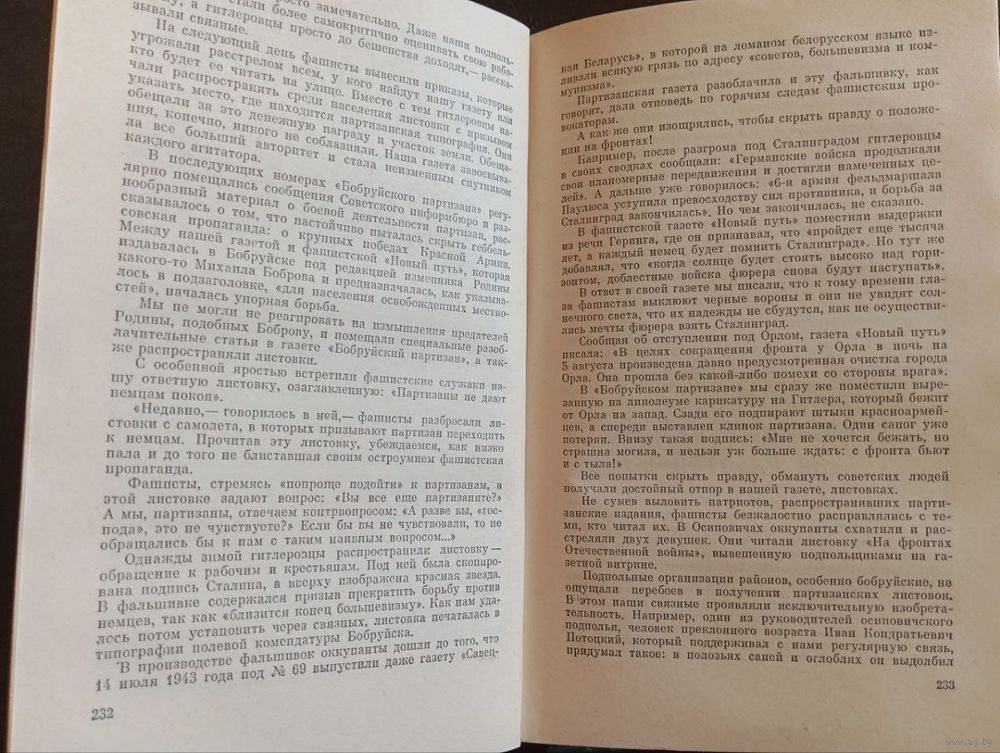 просто замечательно. Даже наши подполь-
стали более самокритично оценивать свою рабо-
ту, а гитлеровцы просто до бешенства доходят,— расска-
зывали связные.
На следующий день фашисты вывесили приказы, которые
угрожали расстрелом всем, у кого найдут нашу газету или
кто будет ее читать на улице. Вместе с тем гитлеровцы на-
чали распространять среди населения листовки с призывом
указать место, где находится партизанская типография. Они
обещали за это денежную награду и участок земли. Обеща-
ния, конечно, никого не соблазняли. Наша газета завоевыва-
ла все больший авторитет и стала неизменным спутником
каждого агитатора.
В последующих номерах «Бобруйского партизана» регу-
лярно помещались сообщения Советского информбюро и раз-
нообразный материал о боевой деятельности партизан, рас-
сказывалось о том, что настойчиво пыталась скрыть геббель-
совская пропаганда: о крупных победах Красной Армии.
Между нашей газетой и фашистской «Новый путь», которая
издавалась в Бобруйске под редакцией изменника Родины
какого-то Михаила Боброва и предназначалась, как указыва-
лось в подзаголовке, «для населения освобожденных местно-
стей», началась упорная борьба.
Мы не могли не реагировать на измышления предателей
Родины, подобных Боброву, и помещали специальные разоб-
лачительные статьи в газете «Бобруйский партизан», а так-
же распространяли листовки.
С особенной яростью встретили фашистские служаки на-
шу ответную листовку, озаглавленную: «Партизаны не дают
немцам покоя».
«Недавно,— говорилось в ней,— фашисты разбросали ли-
стовки с самолета, в которых призывают партизан переходить
к немцам. Прочитав эту листовку, убеждаемся, как низко
пала и до того не блиставшая своим остроумием фашистская
пропаганда.
Фашисты, стремясь «попроще подойти» к партизанам, в
этой листовке задают вопрос: «Вы все еще партизаните?»
А мы, партизаны, отвечаем контрвопросом: «А разве вы, «гос-
пода», это не чувствуете?» Если бы вы не чувствовали, то не
обращались бы к нам с таким наивным вопросом...»
Однажды зимой гитлеровцы распространили листовку —
обращение к рабочим и крестьянам. Под ней была скопиро-
вана подпись Сталина, а вверху изображена красная звезда.
В фальшивке содержался призыв прекратить борьбу против
немцев, так как «близится конец большевизму». Как нам уда-
лось потом установить через связных, листовка печаталась в
типографии полевой комендатуры Бобруйска.
В производстве фальшивок оккупанты дошли до того, что
14 июля 1943 года под № 69 выпустили даже газету «Савец-
232
кая Беларусь», в которой на ломаном белорусском языке из-
ливали всякую грязь по адресу «советов, большевизма и ком-
мунизма».
Партизанская газета разоблачила и эту фальшивку, как
говорят, дала отповедь по горячим следам фашистским про-
вокаторам.
А как же они изощрялись, чтобы скрыть правду о положе-
нии на фронтах!
Например, после разгрома под Сталинградом гитлеровцы
в своих сводках сообщали: «Германские войска продолжали
свои планомерные передвижения и достигли намеченных це-
лей». А дальше уже говорилось: «6-я армия фельдмаршала
Паулюса уступила превосходству сил противника, и борьба за
Сталинград закончилась». Но чем закончилась, не сказано.
В фашистской газете «Новый путь» поместили выдержки
из речи Геринга, где он признавал, что «пройдет еще тысяча
лет, а каждый немец будет помнить Сталинград». Но тут же
добавлял, что «когда солнце будет стоять высоко над гори-
зонтом, доблестные войска фюрера снова будут наступать».
В ответ в своей газете мы писали, что к тому времени гла-
за фашистам выклюют черные вороны и они не увидят сол-
нечного света, что их надежды не сбудутся, как не осуществи-
лись мечты фюрера взять Сталинград.
Сообщая об отступлении под Орлом, газета «Новый путь»
писала: «В целях сокращения фронта у Орла в ночь на
5 августа произведена давно предусмотренная очистка города
Орла. Она прошла без какой-либо помехи со стороны врага».
В «Бобруйском партизане» мы сразу же поместили выре-
занную на линолеуме карикатуру на Гитлера, который бежит
от Орла на запад. Сзади его подпирают штыки красноармей-
цев, а спереди выставлен клинок партизана. Один сапог уже
потерян. Внизу такая подпись: «Мне не хочется бежать, но
страшна могила, и нельзя уж больше ждать: с фронта бьют
и с тыла!»
Все попытки скрыть правду, обмануть советских людей
получали достойный отпор в нашей газете, листовках.
Не сумев выловить патриотов, распространявших парти-
занские издания, фашисты безжалостно расправлялись с те-
ми, кто читал их. В Осиповичах оккупанты схватили и рас-
стреляли двух девушек. Они читали листовку «На фронтах
Отечественной войны», вывешенную подпольщиками на га-
зетной витрине.
Подпольные организации районов, особенно бобруйские, не
ощущали перебоев в получении партизанских листовок.
В этом наши связные проявляли исключительную изобрета-
тельность. Например, один из руководителей осиповичского
подполья, человек преклонного возраста Иван Кондратьевич
Потоцкий, который поддерживал с нами регулярную связь,
придумал такое: в полозьях саней и оглоблях он выдолбил
233
www.ay.by